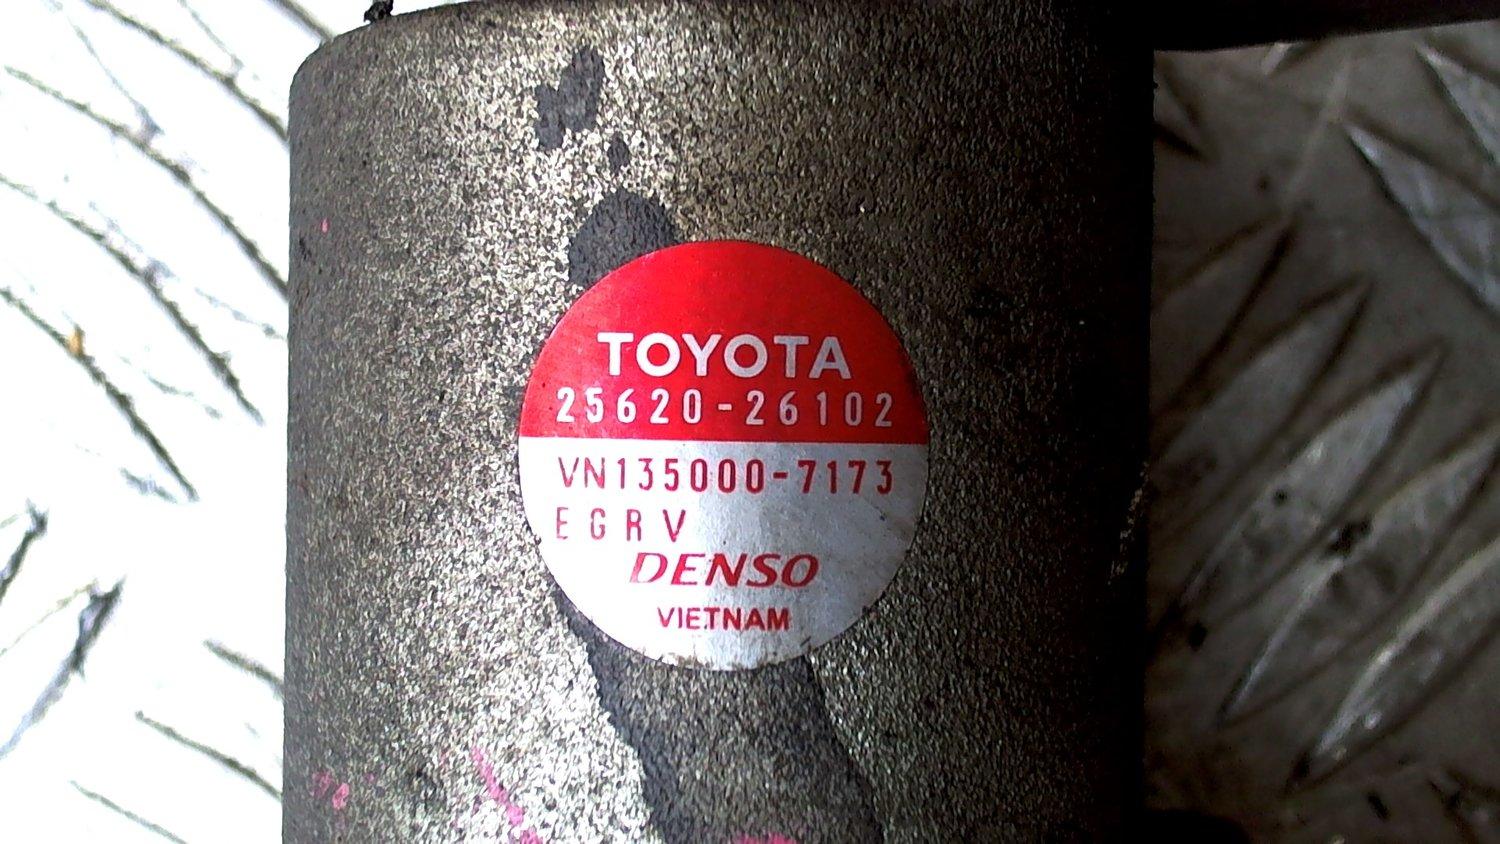 TOYOTA
25620-26102
VN135000-7173
EGRV
DENSO
VIETNAM